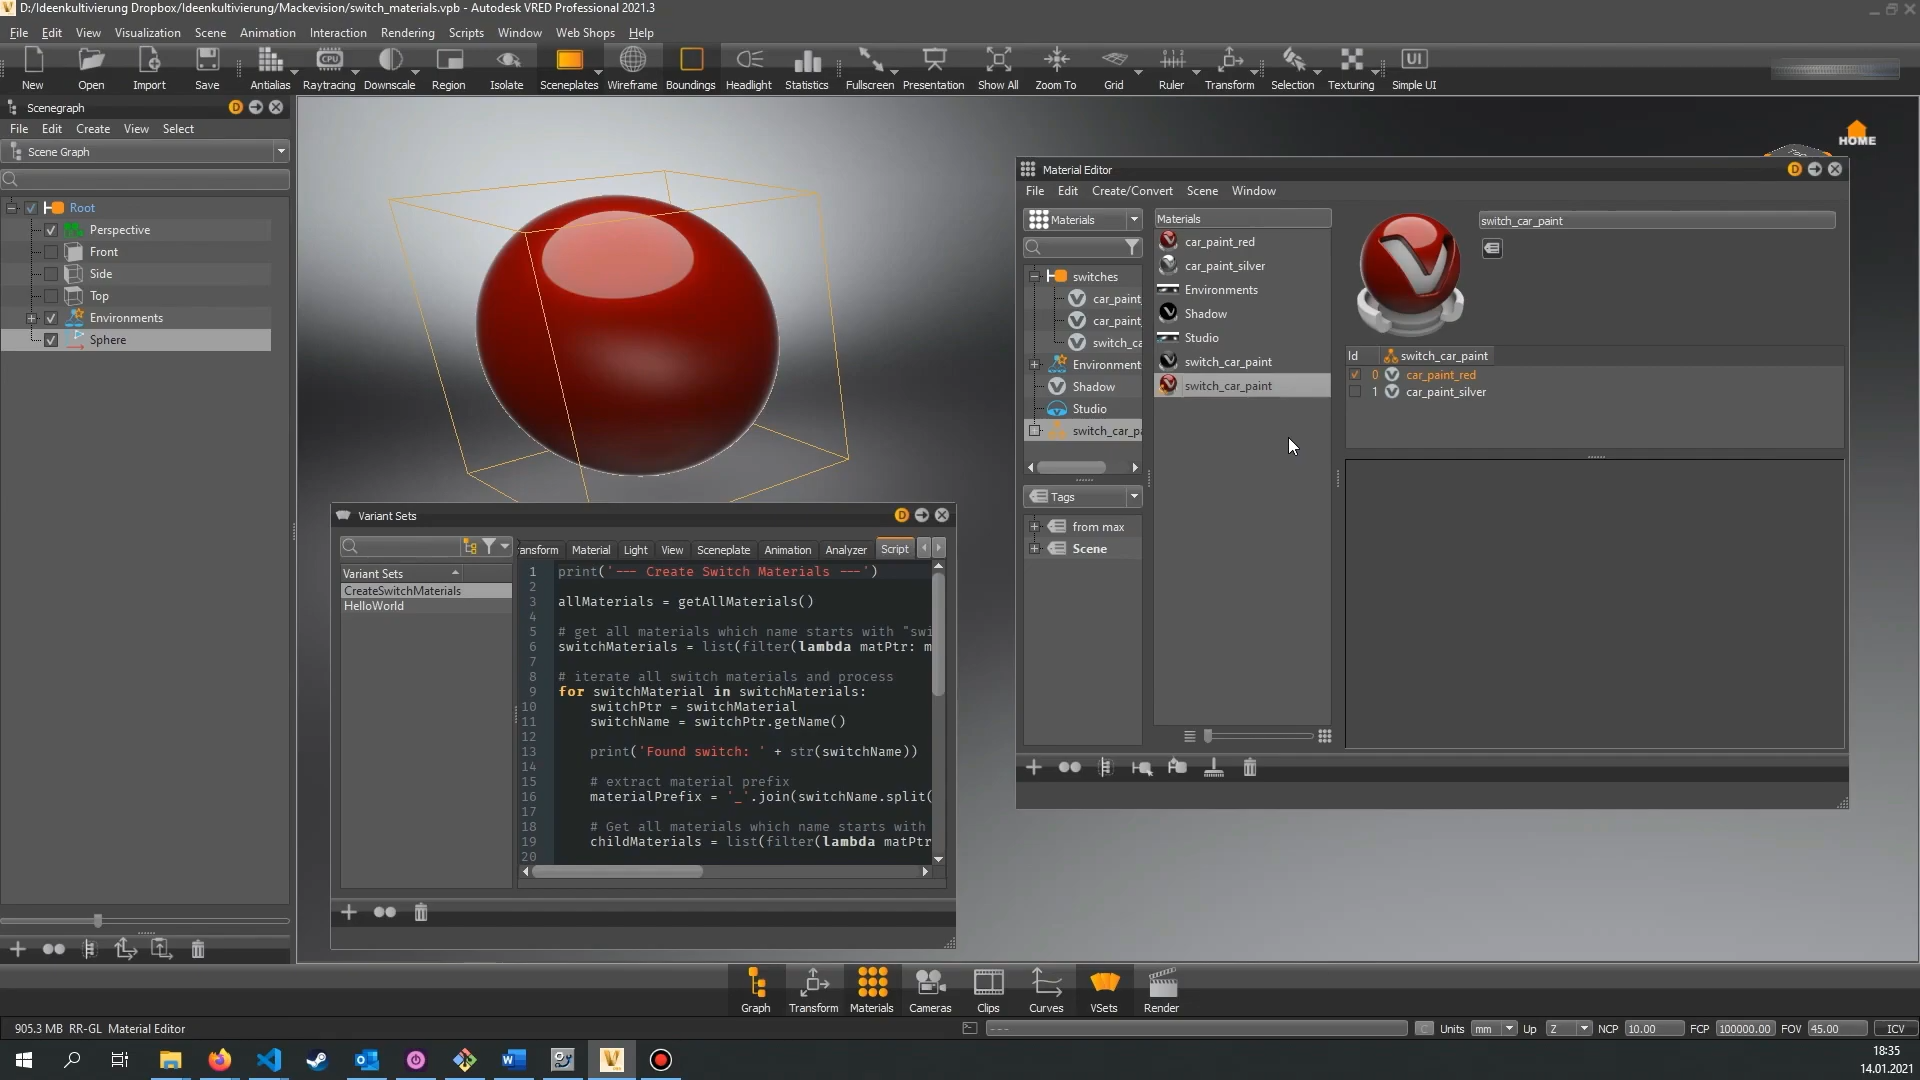 D:/Ideenkultivierung Dropbox/Ideenkultivierung/Mackevision/switch_materials.vpb - Autodesk VRED Professional 2021.3
File Edit View Visualization Scene Animation Interaction Rendering Scripts Window Web Shops Help
New Open Import Save Antialias Raytracing Downscale Region Isolate Sceneplates Wireframe Boundings Headlight Statistics Fullscreen Presentation Show All Zoom To Grid Ruler Transform Selection Texturing Simple UI
CPU
UI
Scenegraph
D
File Edit Create View Select
Scene Graph
Root
Perspective
Front
Side
Top
Environments
Sphere
HOME
Material Editor
D
File Edit Create/Convert Scene Window
Materials
switches
car_paint_
car_paint_
switch_ca
Environment
Shadow
Studio
switch_car_pa
Tags
from max
Scene
Materials
car_paint_red
car_paint_silver
Environments
Shadow
Studio
switch_car_paint
switch_car_paint
switch_car_paint
Id switch_car_paint
0 car_paint_red
1 car_paint_silver
Variant Sets
D
ansform Material Light View Sceneplate Animation Analyzer Script
Variant Sets
CreateSwitchMaterials
HelloWorld
1 print('--- Create Switch Materials ---')
2
3 allMaterials = getAllMaterials()
4
5 # get all materials which name starts with "swi
6 switchMaterials = list(filter(lambda matPtr: m
7
8 # iterate all switch materials and process
9 for switchMaterial in switchMaterials:
10 switchPtr = switchMaterial
11 switchName = switchPtr.getName()
12
13 print('Found switch: ' + str(switchName))
14
15 # extract material prefix
16 materialPrefix = '_'.join(switchName.split(
17
18 # Get all materials which name starts with
19 childMaterials = list(filter(lambda matPtr
20
Graph Transform Materials Cameras Clips Curves VSets Render
905.3 MB RR-GL Material Editor
---
C Units mm Up Z NCP 10.00 FCP 100000.00 FOV 45.00 ICV
18:35
14.01.2021